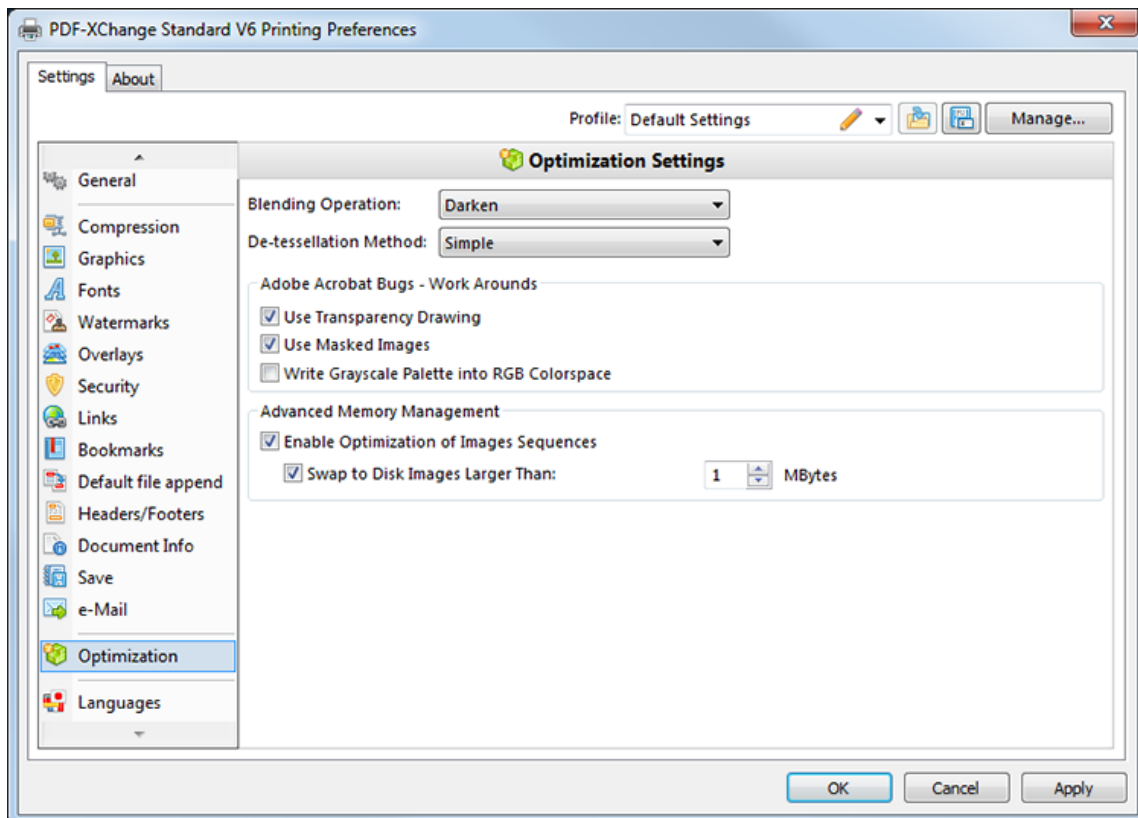 PDF-XChange Standard V6 Printing Preferences
Settings
About
Profile: Default Settings
Manage...
General
Compression
Graphics
Fonts
Watermarks
Overlays
Security
Links
Bookmarks
Default file append
Headers/Footers
Document Info
Save
e-Mail
Optimization
Languages
Optimization Settings
Blending Operation: Darken
De-tessellation Method: Simple
Adobe Acrobat Bugs - Work Arounds
Use Transparency Drawing
Use Masked Images
Write Grayscale Palette into RGB Colorspace
Advanced Memory Management
Enable Optimization of Images Sequences
Swap to Disk Images Larger Than: 1 MBytes
OK
Cancel
Apply